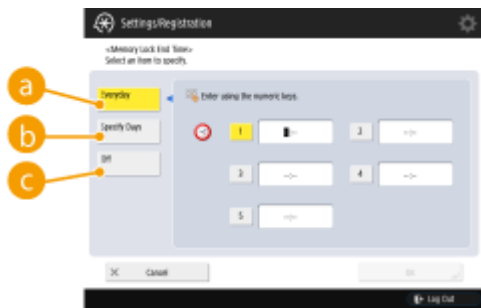 Settings/Registration
<Memory Lock End Time>
Select an item to specify.
a
Everyday
Enter using the numeric keys.
b
Specify Days
1
--:--
2
--:--
c
Off
3
--:--
4
--:--
5
--:--
Cancel
OK
Log Out